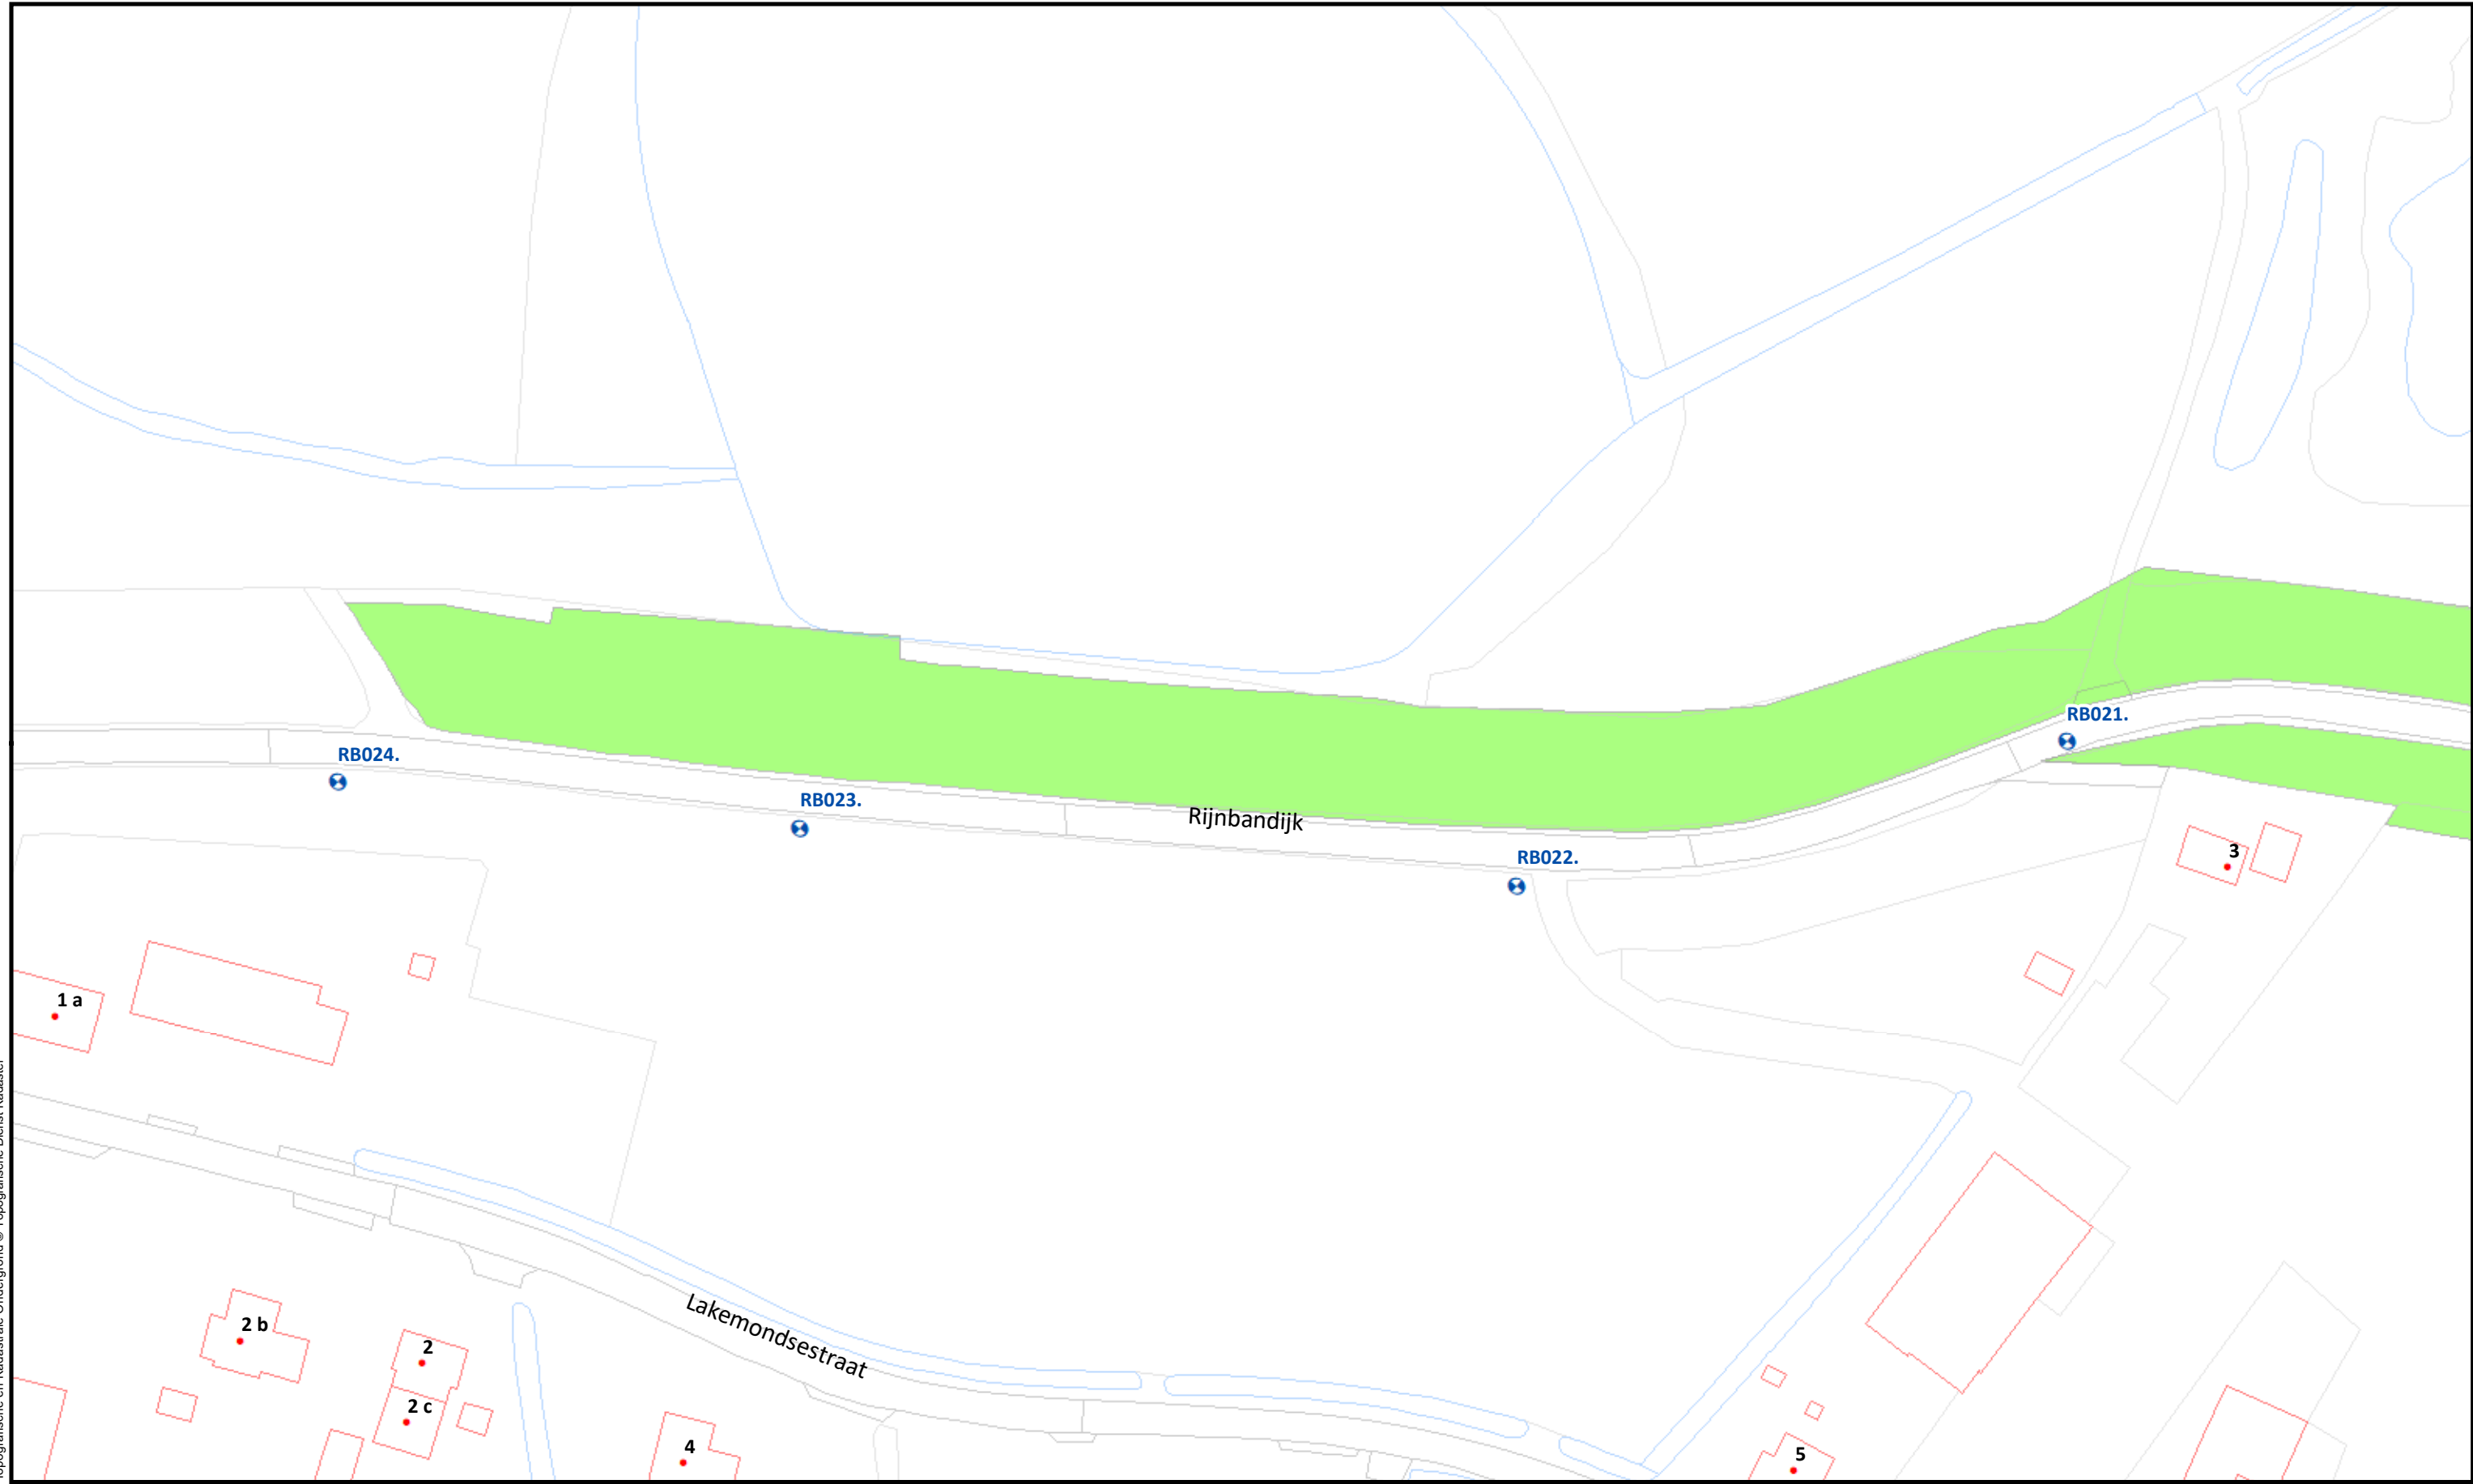 RB021.
RB024.
RB023.
Rijnbandijk
RB022.
3
1 a
2 b
Lakemondsestraat
2
2 c
4
5